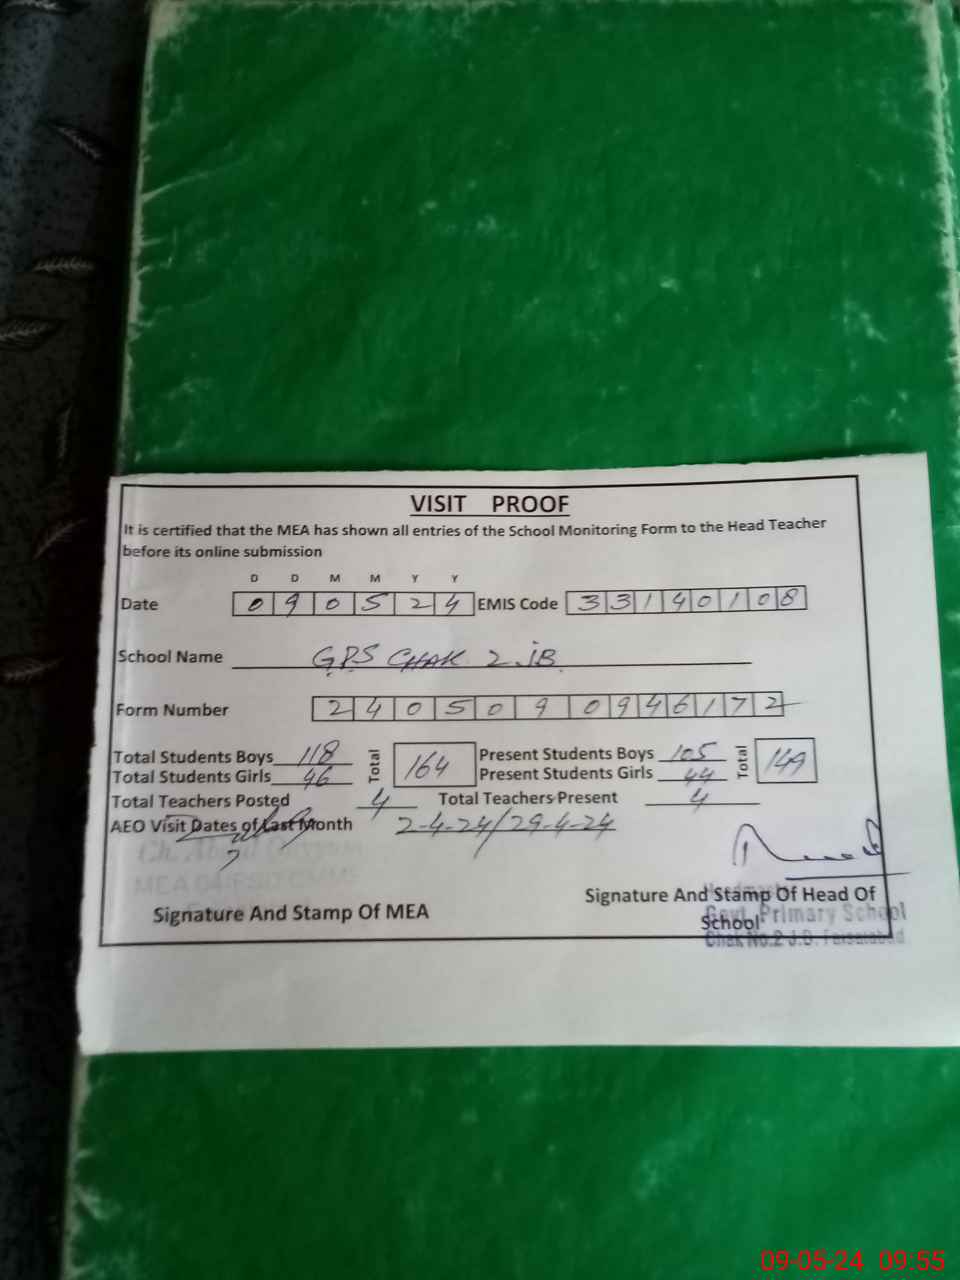 VISIT PROOF
It is certified that the MEA has shown all entries of the School Monitoring Form to the Head Teacher
before its online submission
D D M M Y Y
Date 0 9 0 5 2 4 EMIS Code 3 3 1 4 0 1 0 8
School Name GPS CHAK 2 JB
Form Number 2 4 0 5 0 9 0 9 4 6 1 7 2
Total Students Boys 118 Total 164 Present Students Boys 105 Total 149
Total Students Girls 46 Present Students Girls 44
Total Teachers Posted 4 Total Teachers Present 4
AEO Visit Dates of Last Month 2-4-24/29-4-24
Signature And Stamp Of MEA
Signature And Stamp Of Head Of
School
Govt. Primary School
Chak No.2 J.B. Faisalabad
09-05-24 09:55